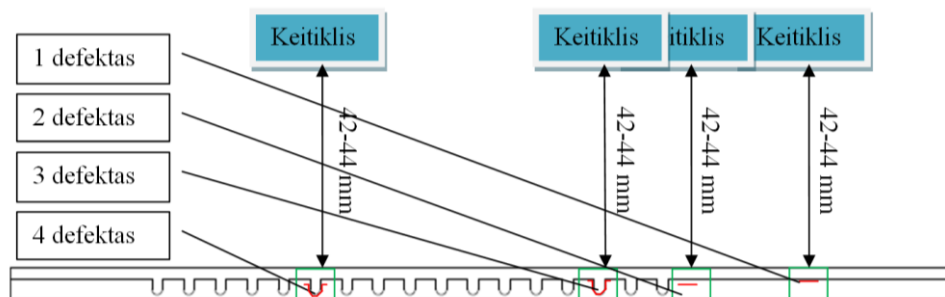 Keitiklis
Keitiklis
itiklis
Keitiklis
1 defektas
2 defektas
3 defektas
4 defektas
42-44 mm
42-44 mm
42-44 mm
42-44 mm